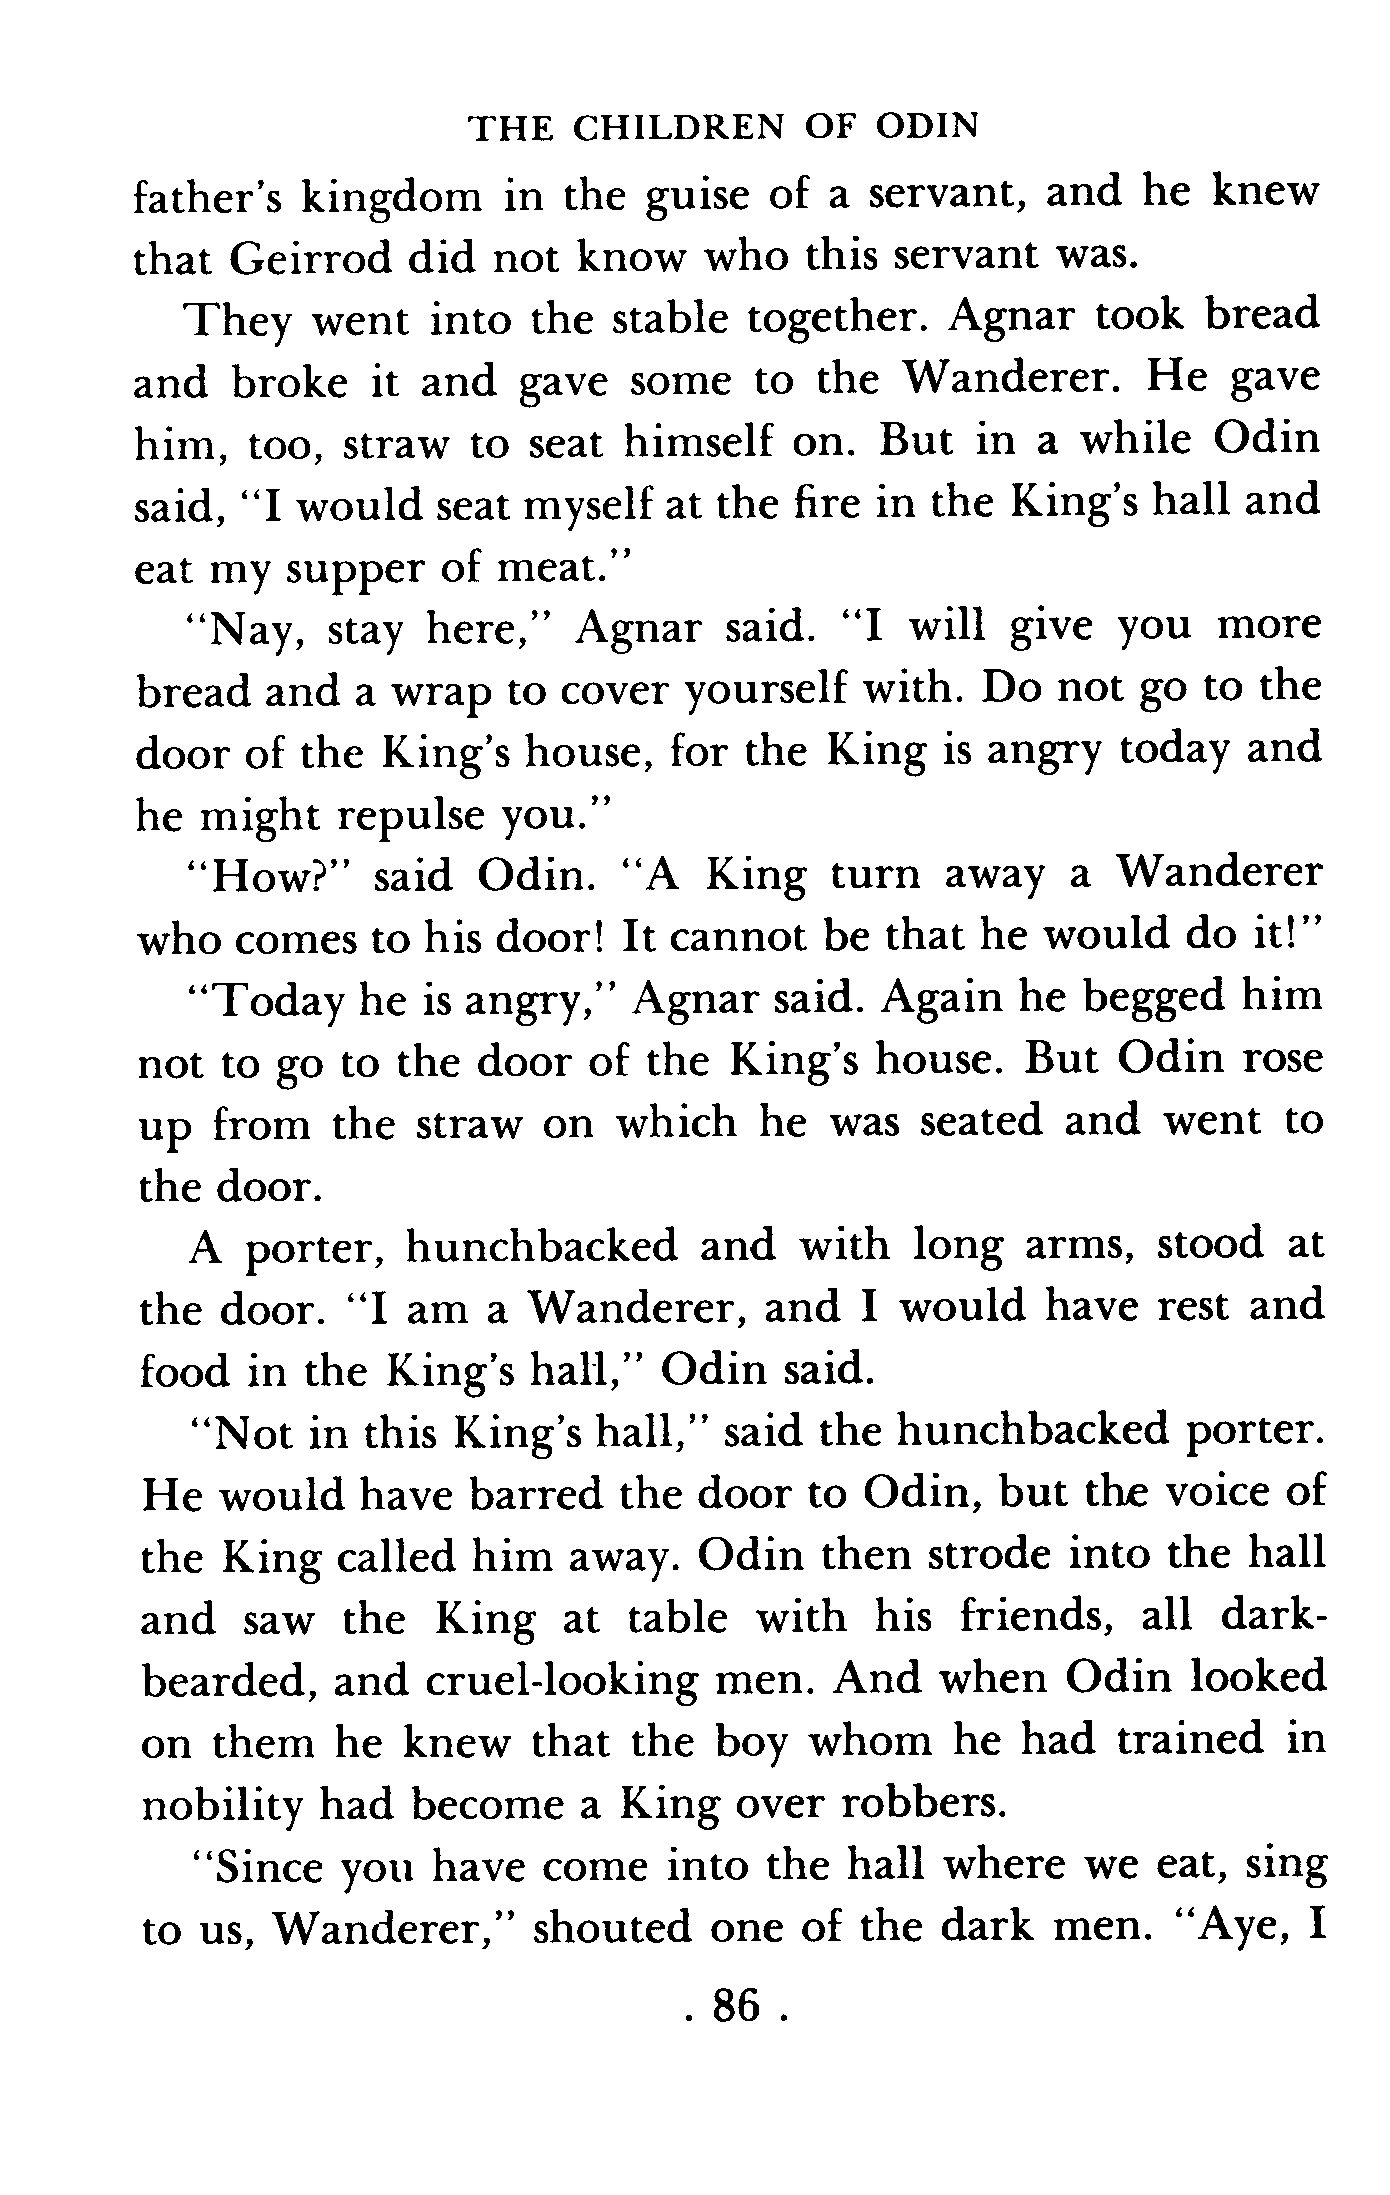 THE CHILDREN OF ODIN
father's kingdom in the guise of a servant, and he knew
that Geirrod did not know who this servant was.
They went into the stable together. Agnar took bread
and broke it and gave some to the Wanderer. He gave
him, too, straw to seat himself on. But in a while Odin
said, "I would seat myself at the fire in the King's hall and
eat my supper of meat."
"Nay, stay here," Agnar said. "I will give you more
bread and a wrap to cover yourself with. Do not go to the
door of the King's house, for the King is angry today and
he might repulse you."
"How?" said Odin. "A King turn away a Wanderer
who comes to his door! It cannot be that he would do it!"
"Today he is angry," Agnar said. Again he begged him
not to go to the door of the King's house. But Odin rose
up from the straw on which he was seated and went to
the door.
A porter, hunchbacked and with long arms, stood at
the door. "I am a Wanderer, and I would have rest and
food in the King's hall," Odin said.
"Not in this King's hall," said the hunchbacked porter.
He would have barred the door to Odin, but the voice of
the King called him away. Odin then strode into the hall
and saw the King at table with his friends, all dark-
bearded, and cruel-looking men. And when Odin looked
on them he knew that the boy whom he had trained in
nobility had become a King over robbers.
"Since you have come into the hall where we eat, sing
to us, Wanderer," shouted one of the dark men. "Aye, I
. 86 .